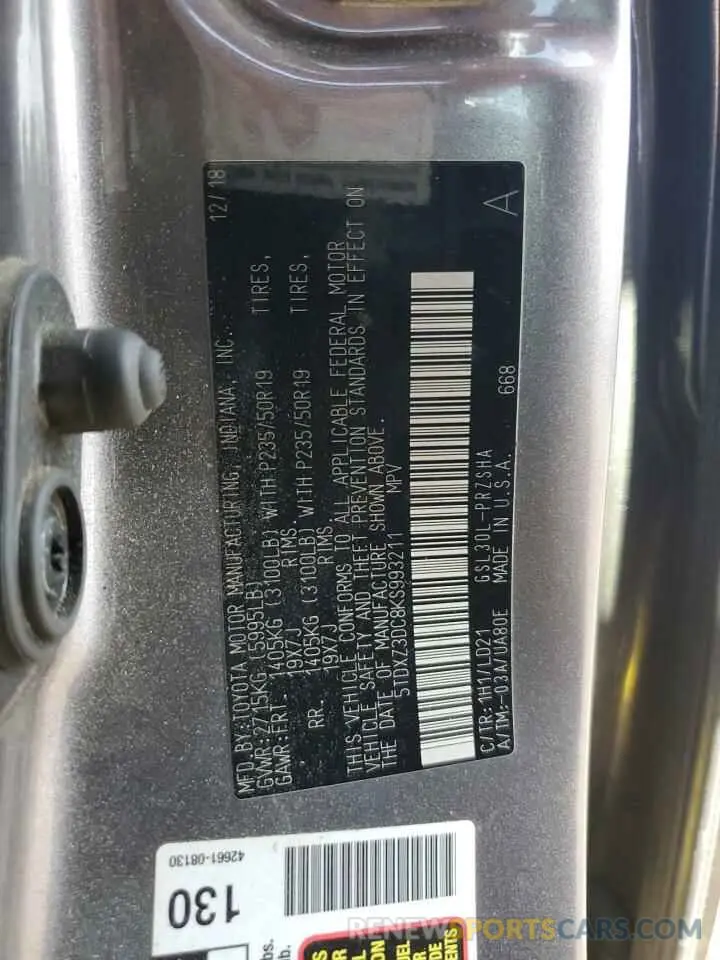 MFD. BY: TOYOTA MOTOR MANUFACTURING, INDIANA, INC. 12/18
GVWR: 2715KG (5995LB)
GAWR: FRT. 1405KG (3100LB) WITH P235/50R19 TIRES,
19X7J RIMS.
RR. 1405KG (3100LB) WITH P235/50R19 TIRES,
19X7J RIMS.
THIS VEHICLE CONFORMS TO ALL APPLICABLE FEDERAL MOTOR
VEHICLE SAFETY AND THEFT PREVENTION STANDARDS IN EFFECT ON
THE DATE OF MANUFACTURE SHOWN ABOVE.
5TDXZ3DC8KS993211 MPV
A
C/TR: 1H1/LD21 GSL30L-PRZSHA 668
A/TM: -03A/UA80E MADE IN U.S.A.
42661-08130
130
RENEWSPORTSCARS.COM